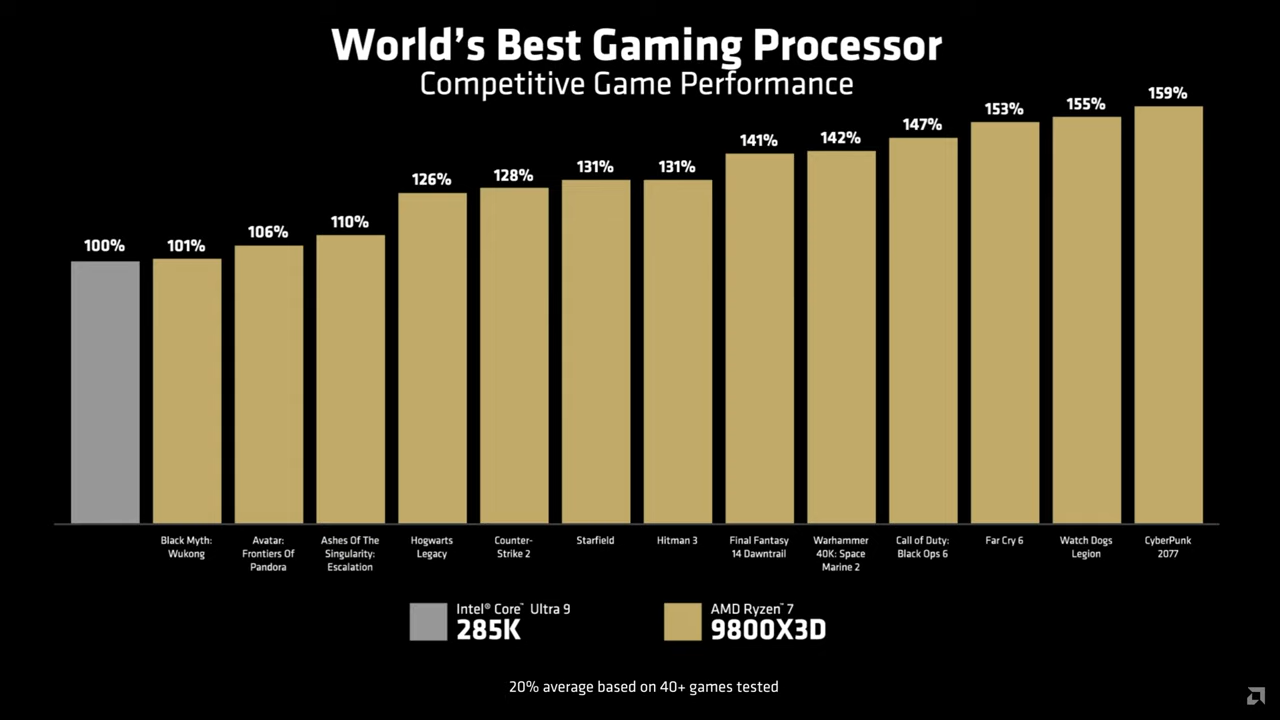 World's Best Gaming Processor
Competitive Game Performance
100%
101%
106%
110%
126%
128%
131%
131%
141%
142%
147%
153%
155%
159%
Black Myth:
Wukong
Avatar:
Frontiers Of
Pandora
Ashes Of The
Singularity:
Escalation
Hogwarts
Legacy
Counter-
Strike 2
Starfield
Hitman 3
Final Fantasy
14 Dawntrail
Warhammer
40K: Space
Marine 2
Call of Duty:
Black Ops 6
Far Cry 6
Watch Dogs
Legion
CyberPunk
2077
Intel® Core™ Ultra 9
285K
AMD Ryzen™ 7
9800X3D
20% average based on 40+ games tested